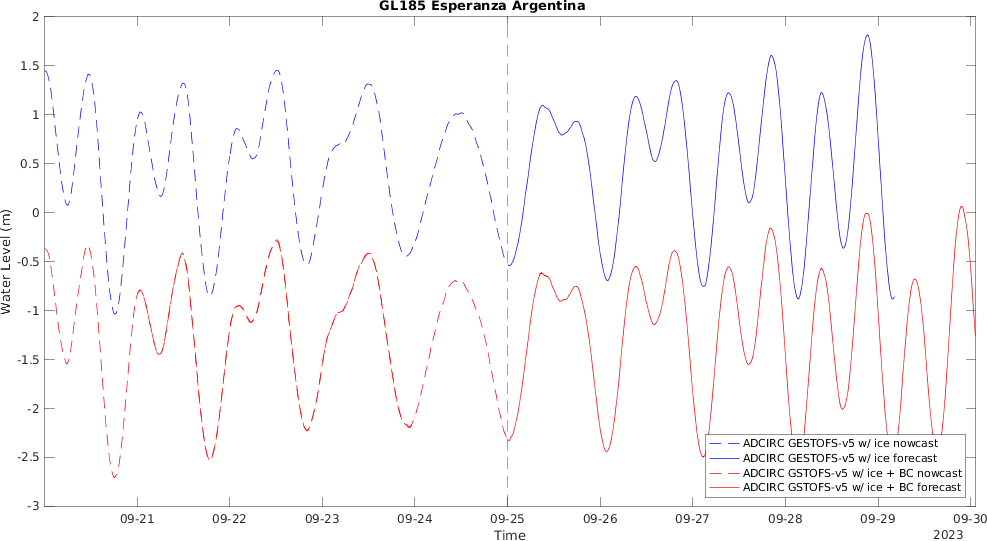 GL185 Esperanza Argentina
2
1.5
1
0.5
0
-0.5
-1
-1.5
-2
-2.5
-3
Water Level (m)
09-21 09-22 09-23 09-24 09-25 09-26 09-27 09-28 09-29 09-30
Time
2023
ADCIRC GESTOFS-v5 w/ ice nowcast
ADCIRC GESTOFS-v5 w/ ice forecast
ADCIRC GSTOFS-v5 w/ ice + BC nowcast
ADCIRC GSTOFS-v5 w/ ice + BC forecast